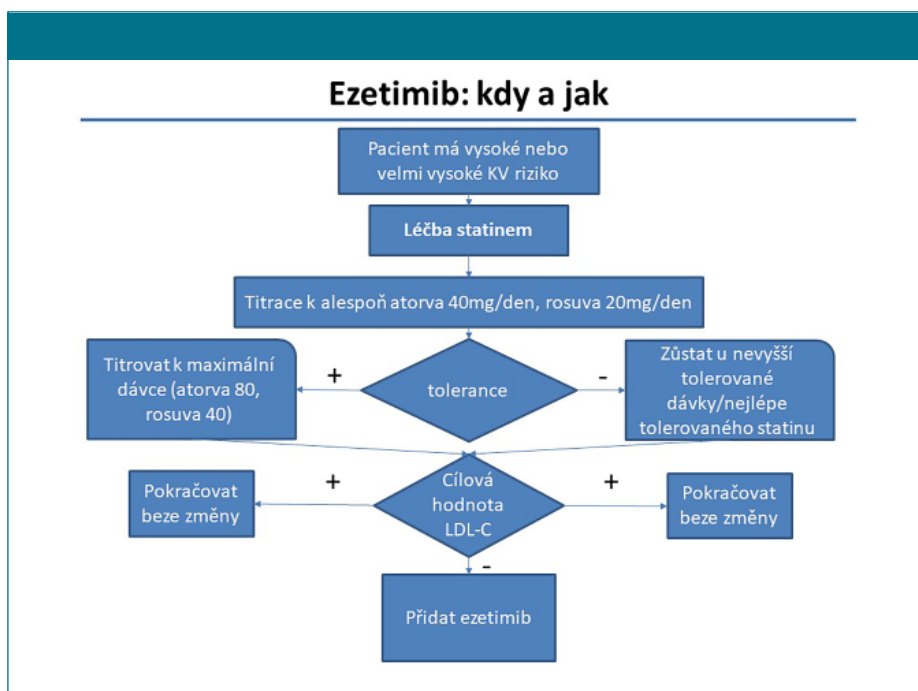 Ezetimib: kdy a jak
Pacient má vysoké nebo
velmi vysoké KV riziko
Léčba statinem
Titrace k alespoň atorva 40mg/den, rosuva 20mg/den
Titrovat k maximální
dávce (atorva 80,
rosuva 40)
+
tolerance
-
Zůstat u nevyšší
tolerované
dávky/nejlépe
tolerovaného statinu
Pokračovat
beze změny
+
Cílová
hodnota
LDL-C
+
Pokračovat
beze změny
-
Přidat ezetimib